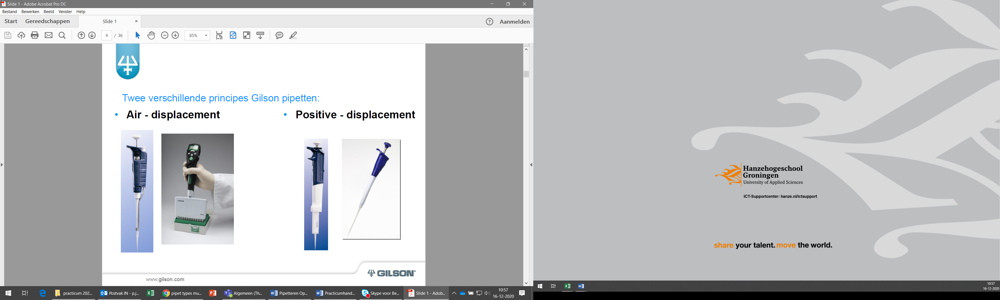 Slide 1 - Adobe Acrobat Pro DC
Bestand Bewerken Beeld Venster Help
Start Gereedschappen Slide 1 × ? Aanmelden
4 / 36 85%
Twee verschillende principes Gilson pipetten:
• Air - displacement
• Positive - displacement
GILSON®
www.gilson.com
practicum 202...
Postvak IN - p.j...
pipet types mu...
Algemeen (Th...
Pipetteren Op...
Practicumhand...
Skype voor Be...
Slide 1 - Adob...
10:57
16-12-2020
Hanzehogeschool
Groningen
University of Applied Sciences
ICT-Supportcenter: hanze.nl/ictsupport
share your talent. move the world.
10:57
16-12-2020